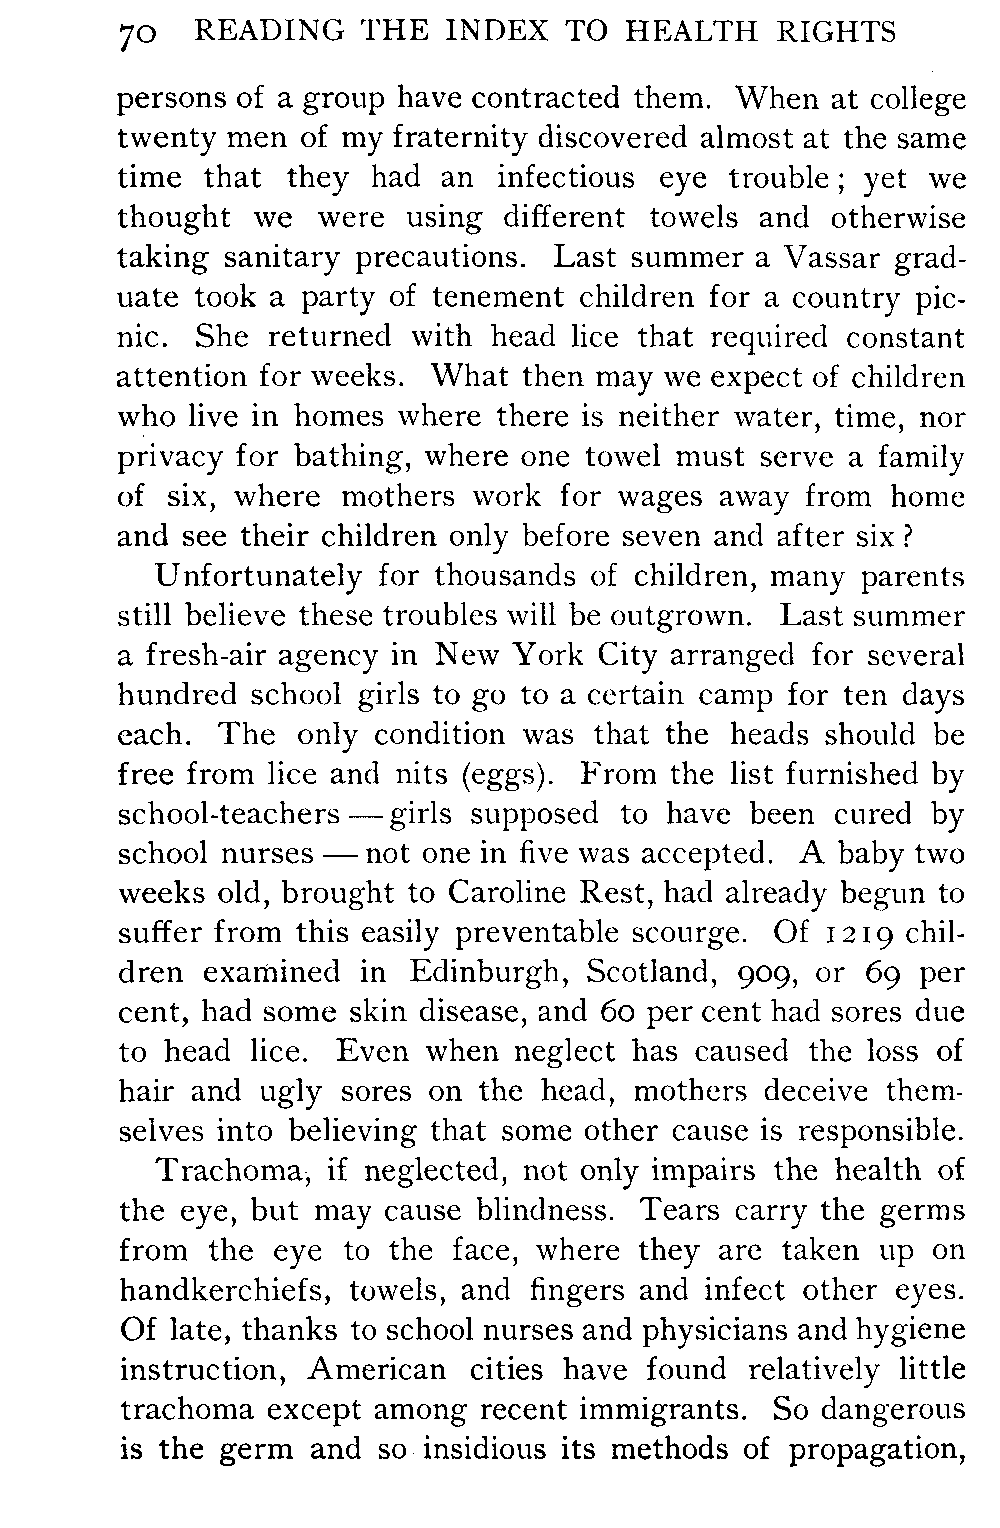 70 READING THE INDEX TO HEALTH RIGHTS
persons of a group have contracted them. When at college
twenty men of my fraternity discovered almost at the same
time that they had an infectious eye trouble; yet we
thought we were using different towels and otherwise
taking sanitary precautions. Last summer a Vassar grad-
uate took a party of tenement children for a country pic-
nic. She returned with head lice that required constant
attention for weeks. What then may we expect of children
who live in homes where there is neither water, time, nor
privacy for bathing, where one towel must serve a family
of six, where mothers work for wages away from home
and see their children only before seven and after six?
Unfortunately for thousands of children, many parents
still believe these troubles will be outgrown. Last summer
a fresh-air agency in New York City arranged for several
hundred school girls to go to a certain camp for ten days
each. The only condition was that the heads should be
free from lice and nits (eggs). From the list furnished by
school-teachers — girls supposed to have been cured by
school nurses — not one in five was accepted. A baby two
weeks old, brought to Caroline Rest, had already begun to
suffer from this easily preventable scourge. Of 1219 chil-
dren examined in Edinburgh, Scotland, 909, or 69 per
cent, had some skin disease, and 60 per cent had sores due
to head lice. Even when neglect has caused the loss of
hair and ugly sores on the head, mothers deceive them-
selves into believing that some other cause is responsible.
Trachoma, if neglected, not only impairs the health of
the eye, but may cause blindness. Tears carry the germs
from the eye to the face, where they are taken up on
handkerchiefs, towels, and fingers and infect other eyes.
Of late, thanks to school nurses and physicians and hygiene
instruction, American cities have found relatively little
trachoma except among recent immigrants. So dangerous
is the germ and so insidious its methods of propagation,